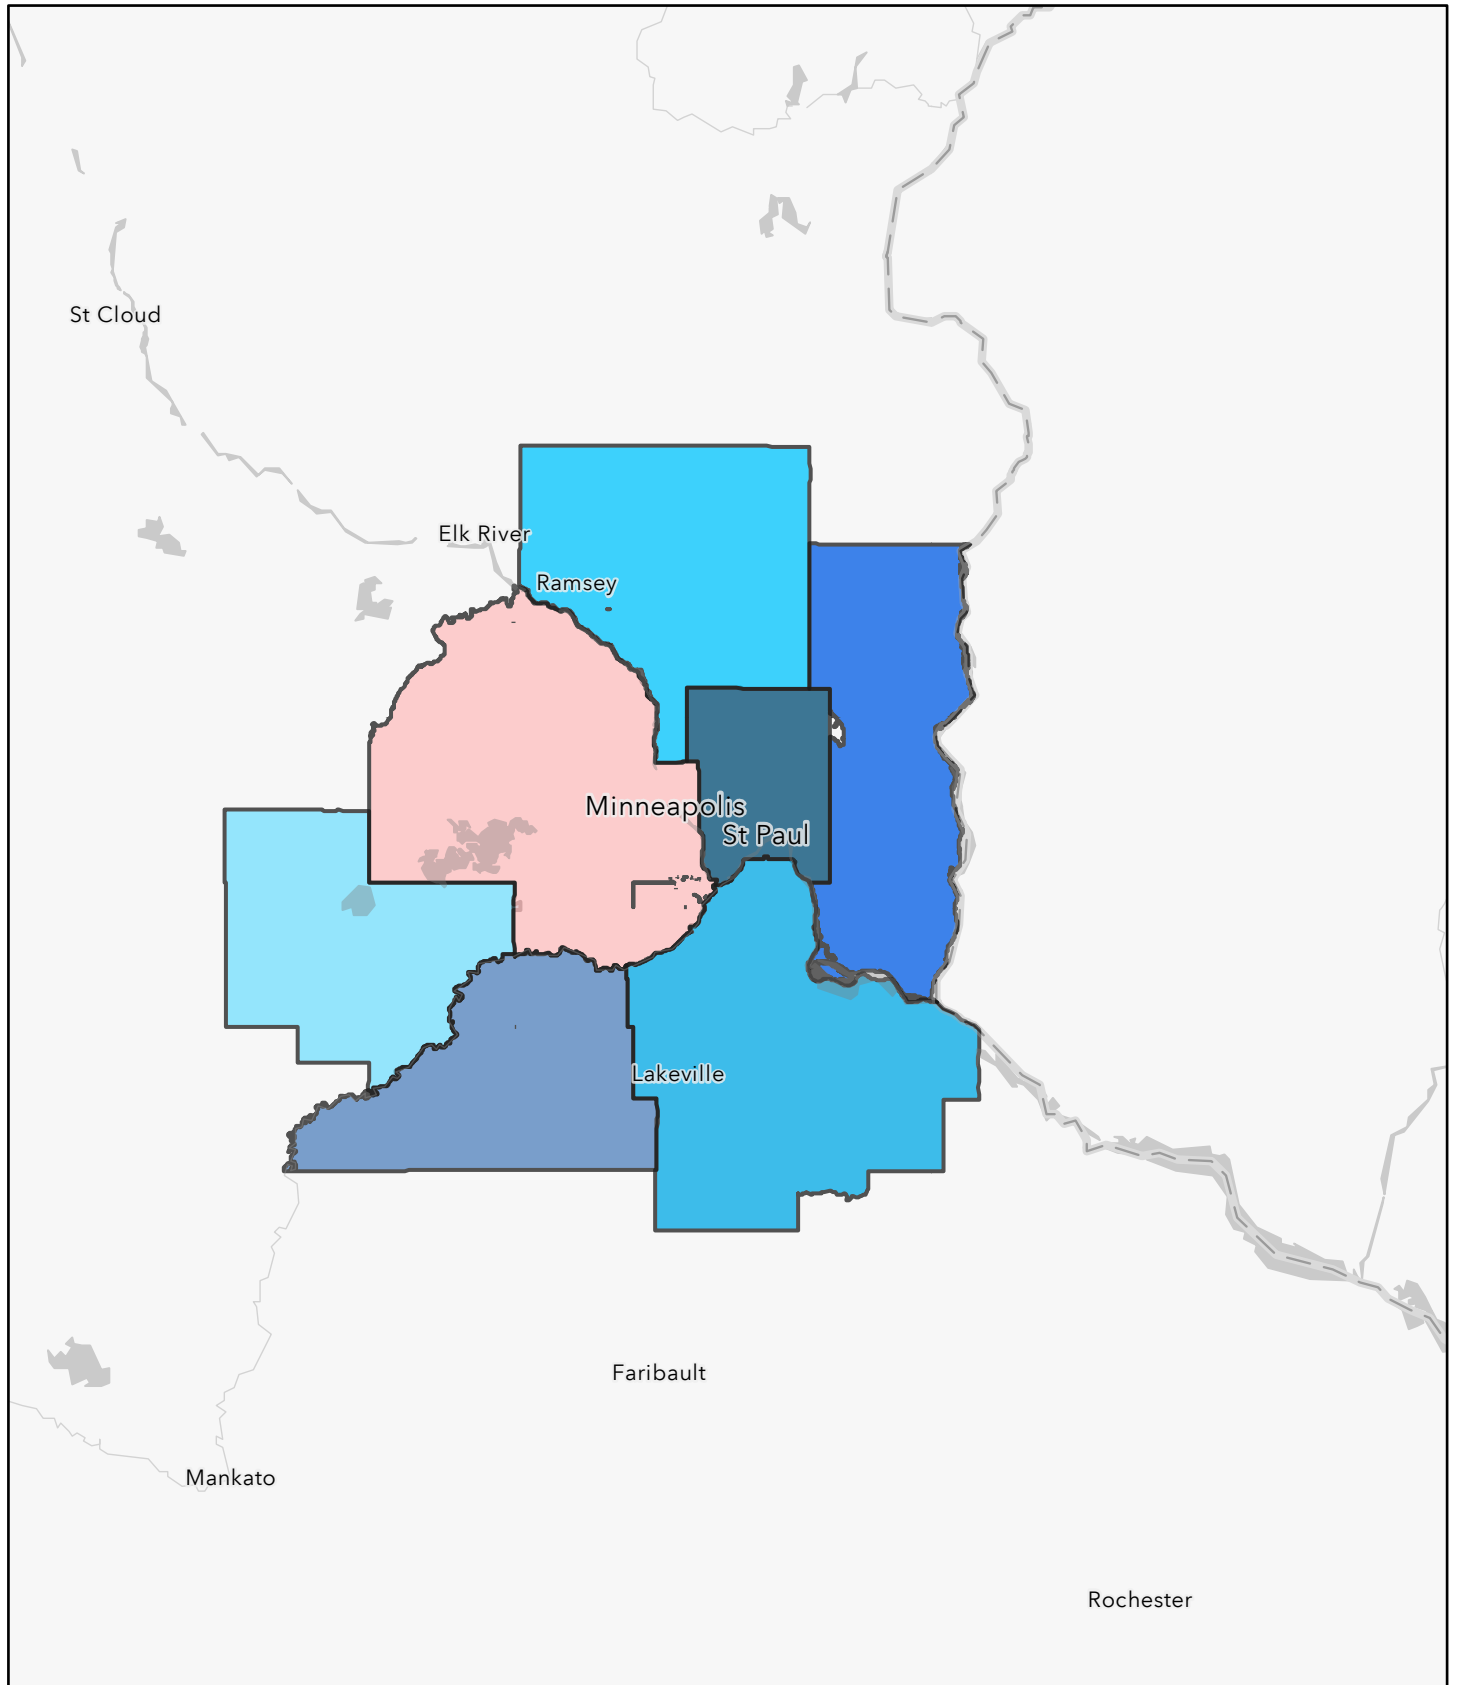 St Cloud
Elk River
Ramsey
Minneapolis
St Paul
Lakeville
Faribault
Mankato
Rochester